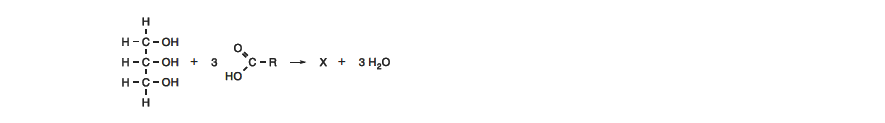 H
H – C – OH
H – C – OH + 3 HO C O – R → X + 3 H₂O
H – C – OH
H